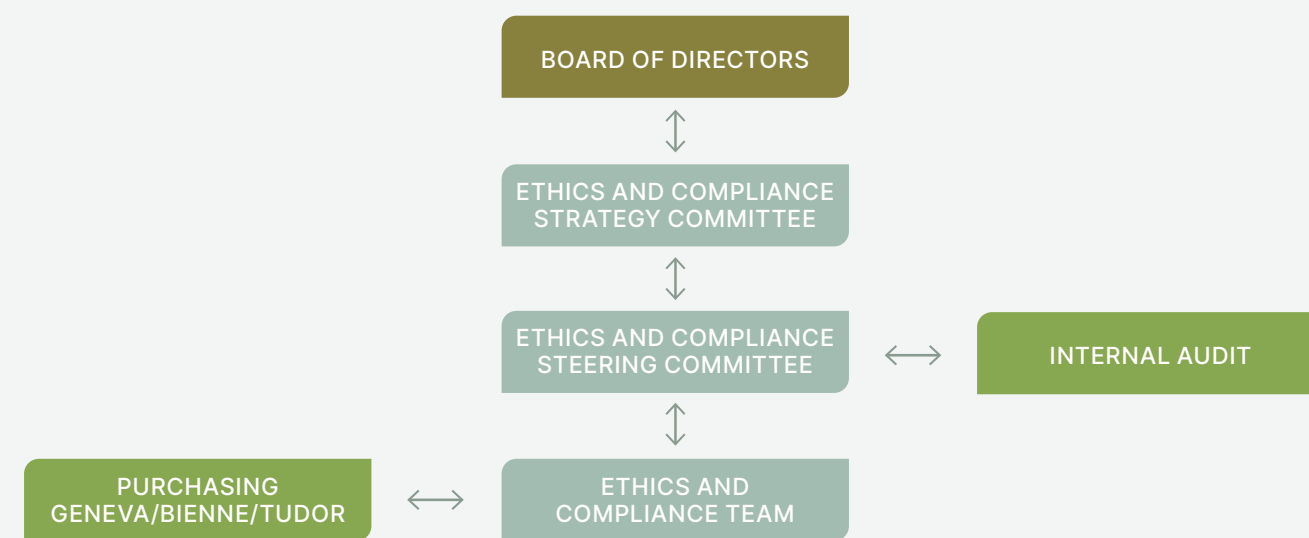 BOARD OF DIRECTORS
ETHICS AND COMPLIANCE
STRATEGY COMMITTEE
ETHICS AND COMPLIANCE
STEERING COMMITTEE
INTERNAL AUDIT
PURCHASING
GENEVA/BIENNE/TUDOR
ETHICS AND
COMPLIANCE TEAM